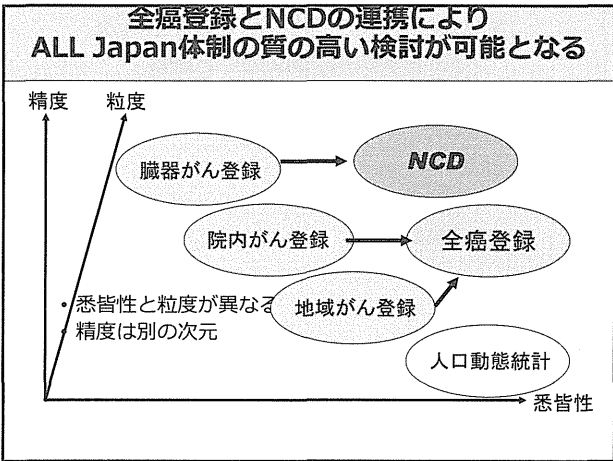 全癌登録とNCDの連携により
ALL Japan体制の質の高い検討が可能となる
精度
粒度
臓器がん登録
NCD
院内がん登録
全癌登録
• 悉皆性と粒度が異なる
地域がん登録
• 精度は別の次元
人口動態統計
悉皆性